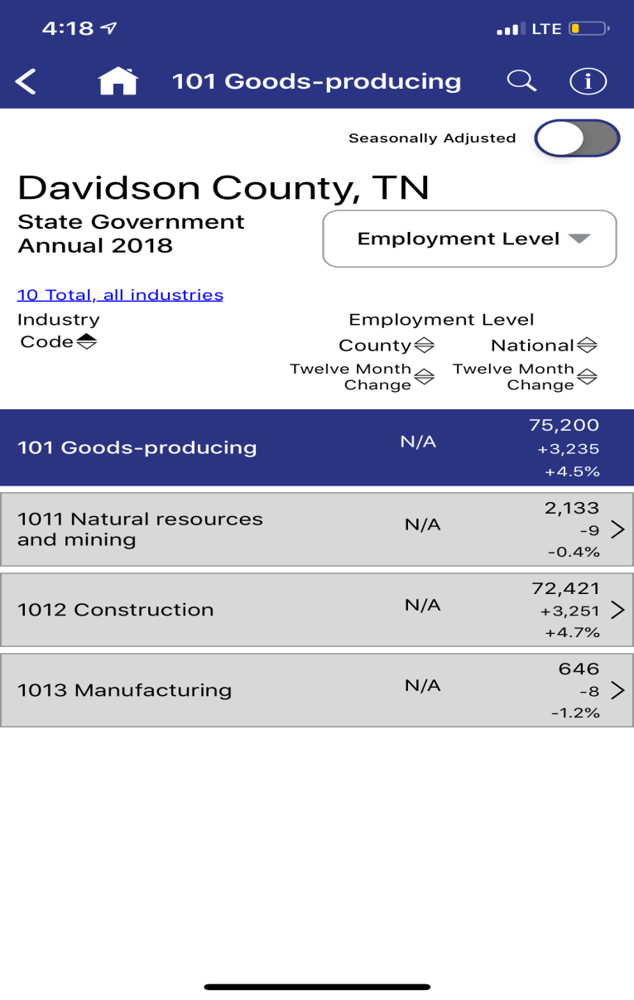 4:18
LTE
101 Goods-producing
Seasonally Adjusted
Davidson County, TN
State Government
Annual 2018
Employment Level
10 Total, all industries
Industry
Code
Employment Level
County
National
Twelve Month
Change
Twelve Month
Change
101 Goods-producing
N/A
75,200
+3,235
+4.5%
1011 Natural resources
and mining
N/A
2,133
-9
-0.4%
1012 Construction
N/A
72,421
+3,251
+4.7%
1013 Manufacturing
N/A
646
-8
-1.2%